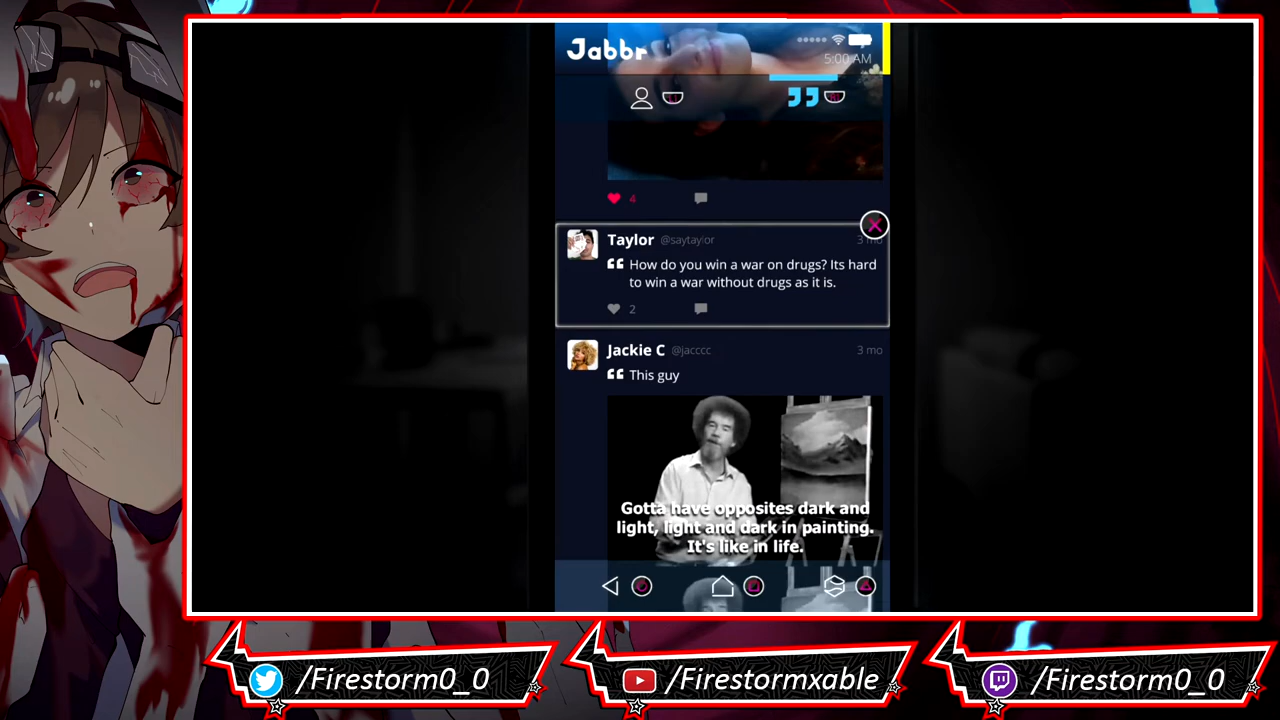 Jabbr
5:00 AM
4
Taylor @saytaylor 3 mo
How do you win a war on drugs? Its hard
to win a war without drugs as it is.
2
Jackie C @jacccc 3 mo
This guy
Gotta have opposites dark and
light, light and dark in painting.
It's like in life.
/Firestorm0_0
/Firestormxable
/Firestorm0_0